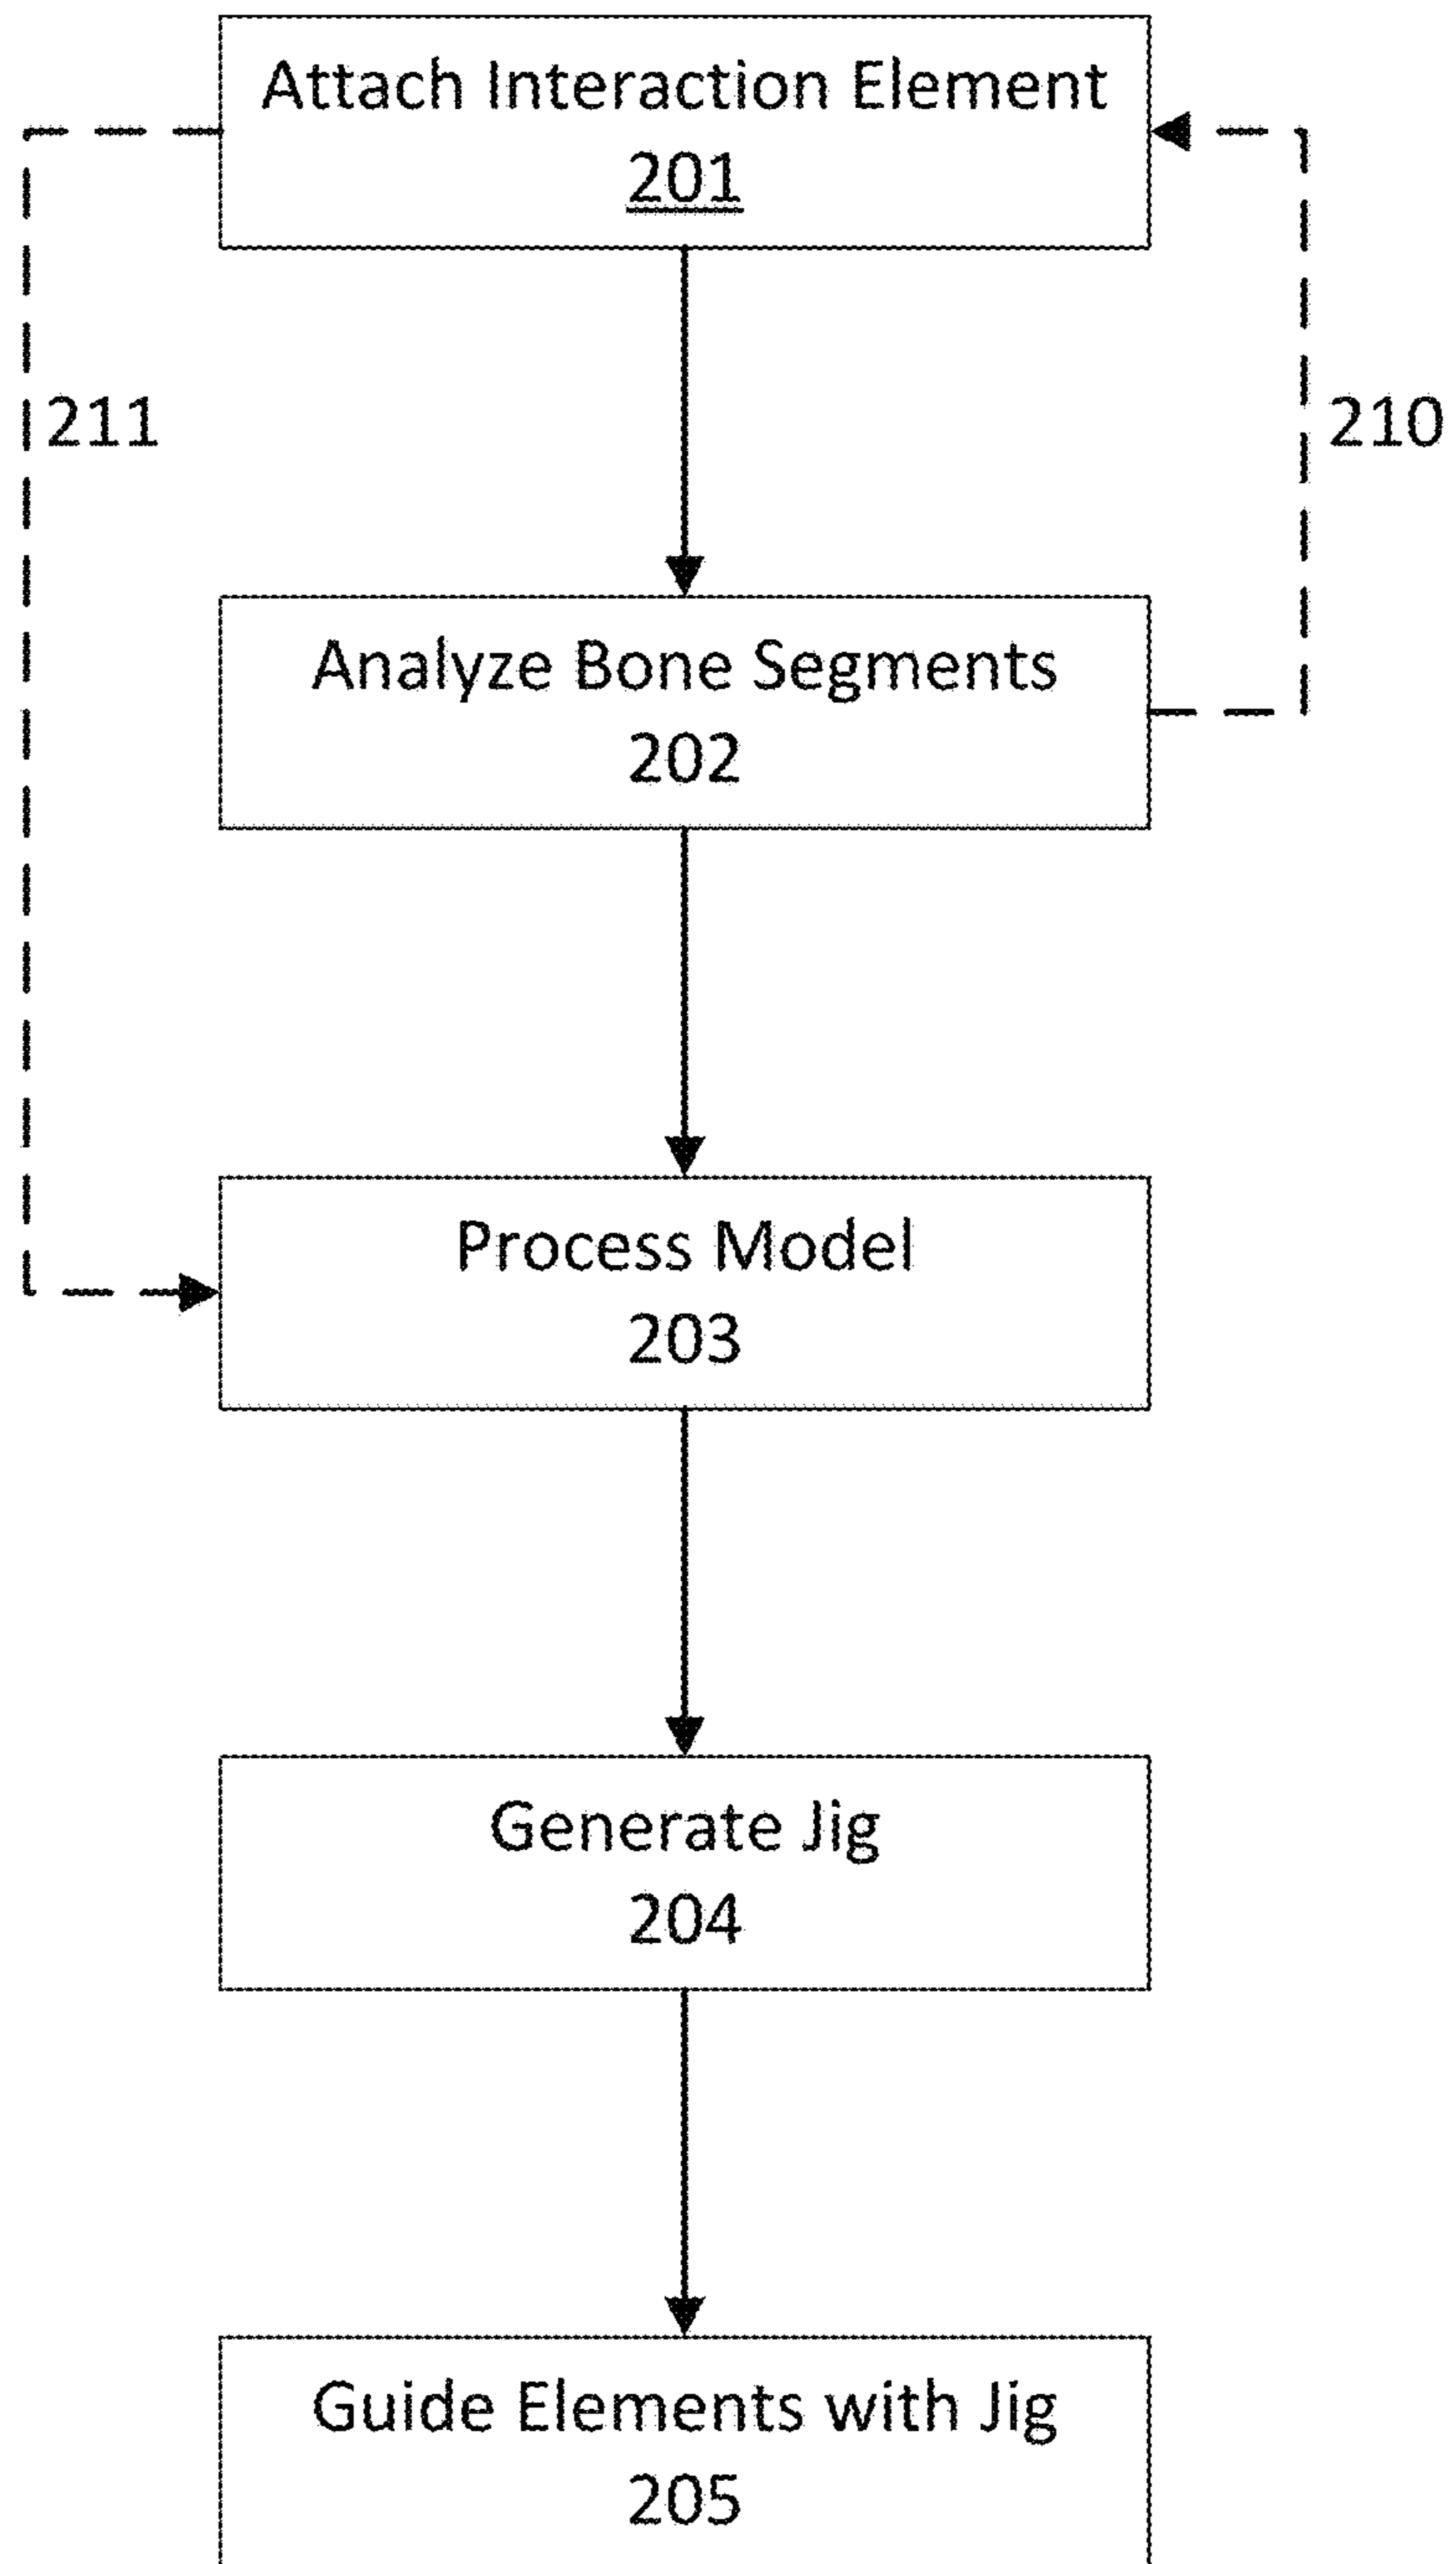 Attach Interaction Element
201
211
210
Analyze Bone Segments
202
Process Model
203
Generate Jig
204
Guide Elements with Jig
205